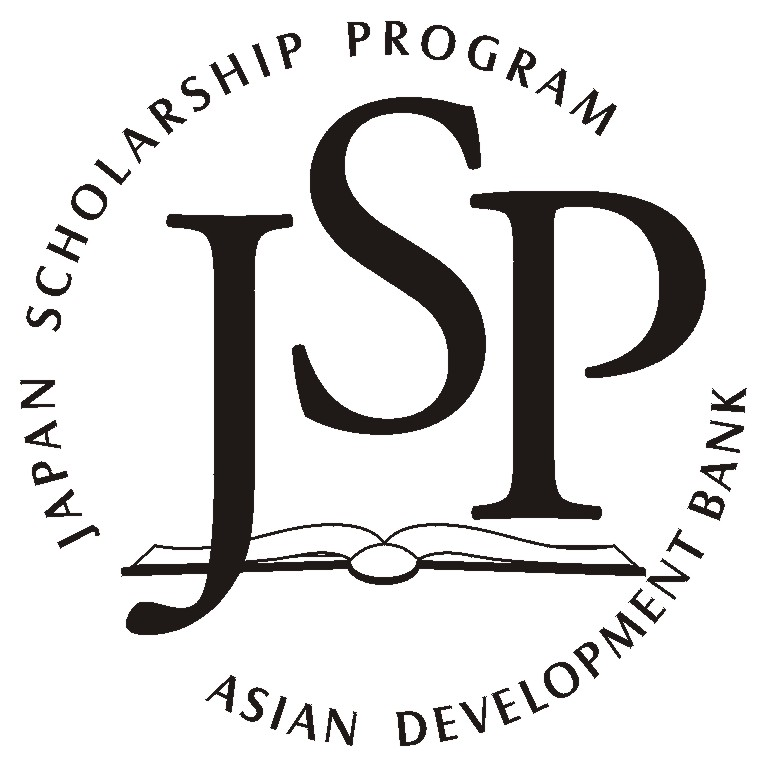 JAPAN SCHOLARSHIP PROGRAM
JSP
ASIAN DEVELOPMENT BANK